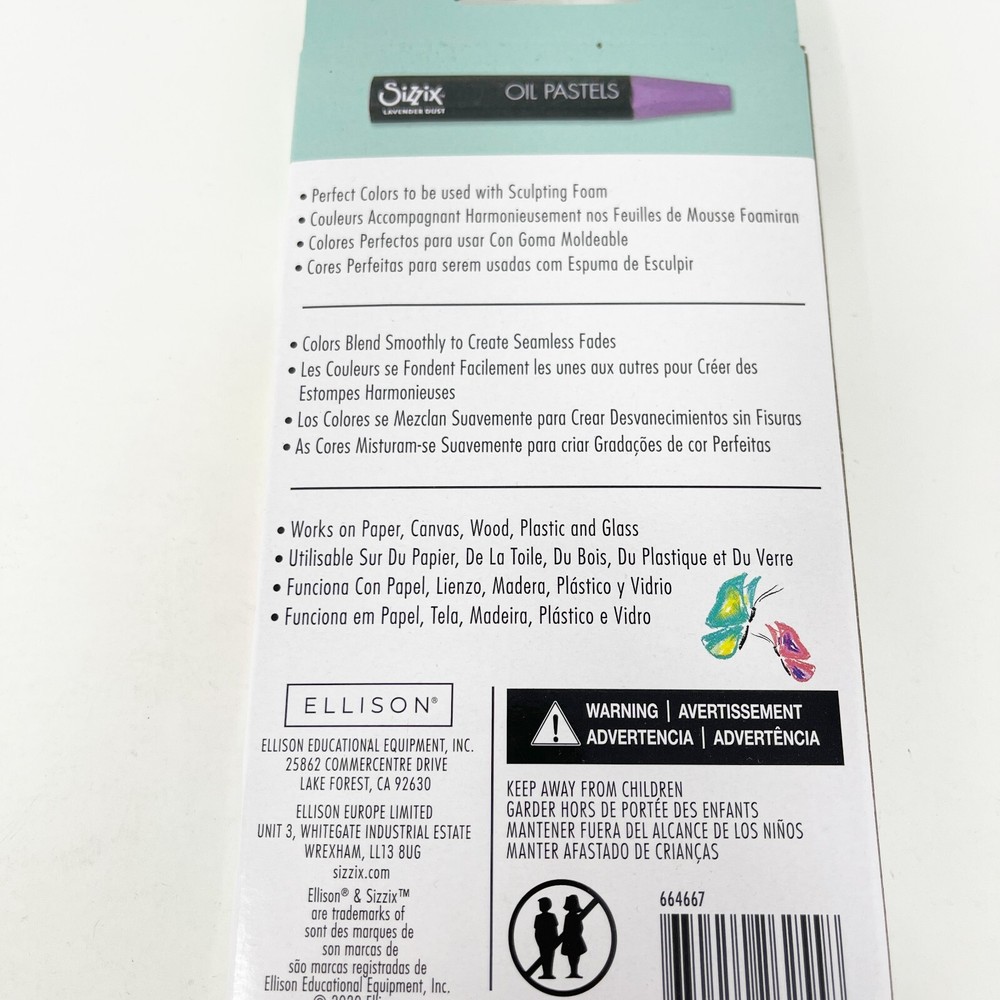 Sizzix
LAVENDER DUST
OIL PASTELS
• Perfect Colors to be used with Sculpting Foam
• Couleurs Accompagnant Harmonieusement nos Feuilles de Mousse Foamiran
• Colores Perfectos para usar Con Goma Moldeable
• Cores Perfeitas para serem usadas com Espuma de Esculpir
• Colors Blend Smoothly to Create Seamless Fades
• Les Couleurs se Fondent Facilement les unes aux autres pour Créer des
Estompes Harmonieuses
• Los Colores se Mezclan Suavemente para Crear Desvanecimientos sin Fisuras
• As Cores Misturam-se Suavemente para criar Gradações de cor Perfeitas
• Works on Paper, Canvas, Wood, Plastic and Glass
• Utilisable Sur Du Papier, De La Toile, Du Bois, Du Plastique et Du Verre
• Funciona Con Papel, Lienzo, Madera, Plástico y Vidrio
• Funciona em Papel, Tela, Madeira, Plástico e Vidro
ELLISON®
ELLISON EDUCATIONAL EQUIPMENT, INC.
25862 COMMERCENTRE DRIVE
LAKE FOREST, CA 92630
ELLISON EUROPE LIMITED
UNIT 3, WHITEGATE INDUSTRIAL ESTATE
WREXHAM, LL13 8UG
sizzix.com
Ellison® & Sizzix™
are trademarks of
sont des marques de
son marcas de
são marcas registradas de
Ellison Educational Equipment, Inc.
WARNING | AVERTISSEMENT
ADVERTENCIA | ADVERTÊNCIA
KEEP AWAY FROM CHILDREN
GARDER HORS DE PORTÉE DES ENFANTS
MANTENER FUERA DEL ALCANCE DE LOS NIÑOS
MANTER AFASTADO DE CRIANÇAS
664667